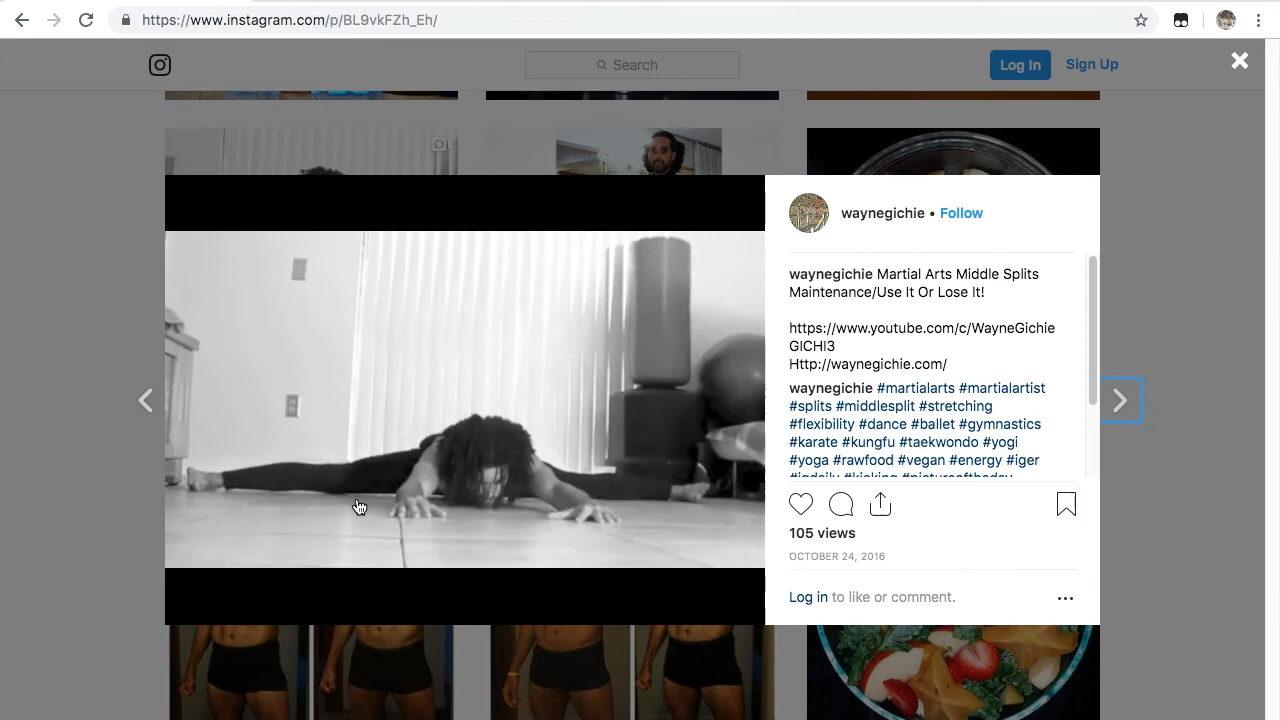 https://www.instagram.com/p/BL9vkFZh_Eh/
Search
Log In
Sign Up
waynegichie • Follow
waynegichie Martial Arts Middle Splits
Maintenance/Use It Or Lose It!
https://www.youtube.com/c/WayneGichie
GICHI3
Http://waynegichie.com/
waynegichie #martialarts #martialartist
#splits #middlesplit #stretching
#flexibility #dance #ballet #gymnastics
#karate #kungfu #taekwondo #yogi
#yoga #rawfood #vegan #energy #iger
#igdaily #kicking #pictureoftheday
105 views
OCTOBER 24, 2016
Log in to like or comment.